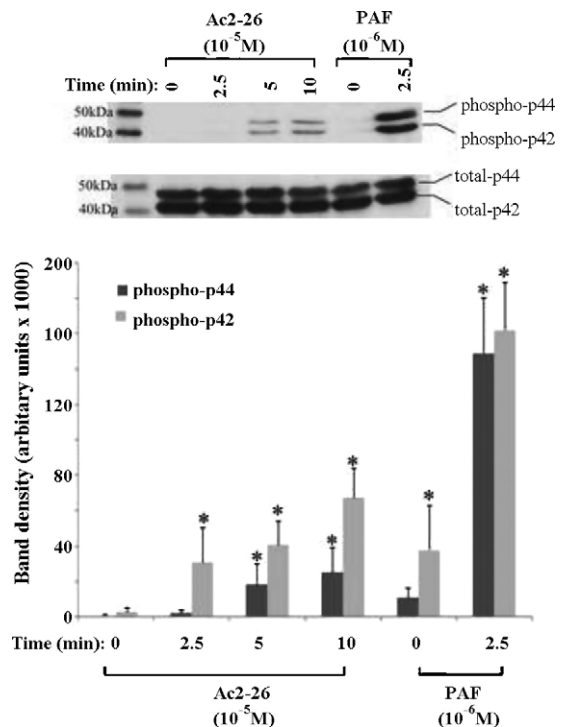 Ac2-26 PAF
(10⁻⁵M) (10⁻⁶M)
Time (min): 0 2.5 5 10 0 2.5
50kDa phospho-p44
40kDa phospho-p42
50kDa total-p44
40kDa total-p42
Band density (arbitary units x 1000)
200
100
120
80
40
0
phospho-p44
phospho-p42
* * * * * * * *
Time (min): 0 2.5 5 10 0 2.5
Ac2-26 PAF
(10⁻⁵M) (10⁻⁶M)